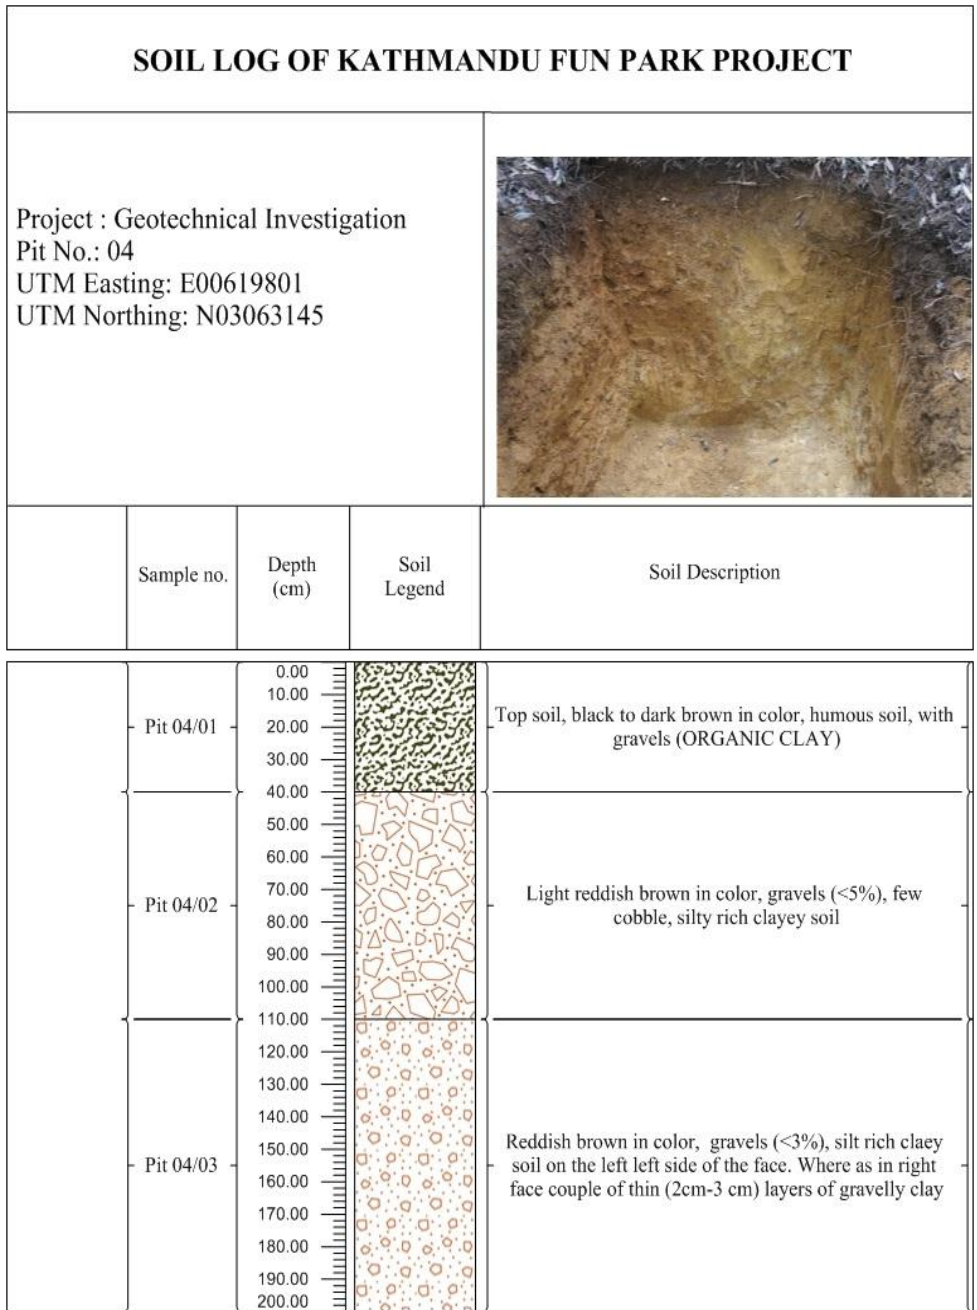 SOIL LOG OF KATHMANDU FUN PARK PROJECT
Project : Geotechnical Investigation
Pit No.: 04
UTM Easting: E00619801
UTM Northing: N03063145
Sample no.
Depth
(cm)
Soil
Legend
Soil Description
0.00
10.00
20.00
30.00
40.00
50.00
60.00
70.00
80.00
90.00
100.00
110.00
120.00
130.00
140.00
150.00
160.00
170.00
180.00
190.00
200.00
Pit 04/01
Top soil, black to dark brown in color, humous soil, with
gravels (ORGANIC CLAY)
Pit 04/02
Light reddish brown in color, gravels (<5%), few
cobble, silty rich clayey soil
Pit 04/03
Reddish brown in color, gravels (<3%), silt rich claey
soil on the left left side of the face. Where as in right
face couple of thin (2cm-3 cm) layers of gravelly clay